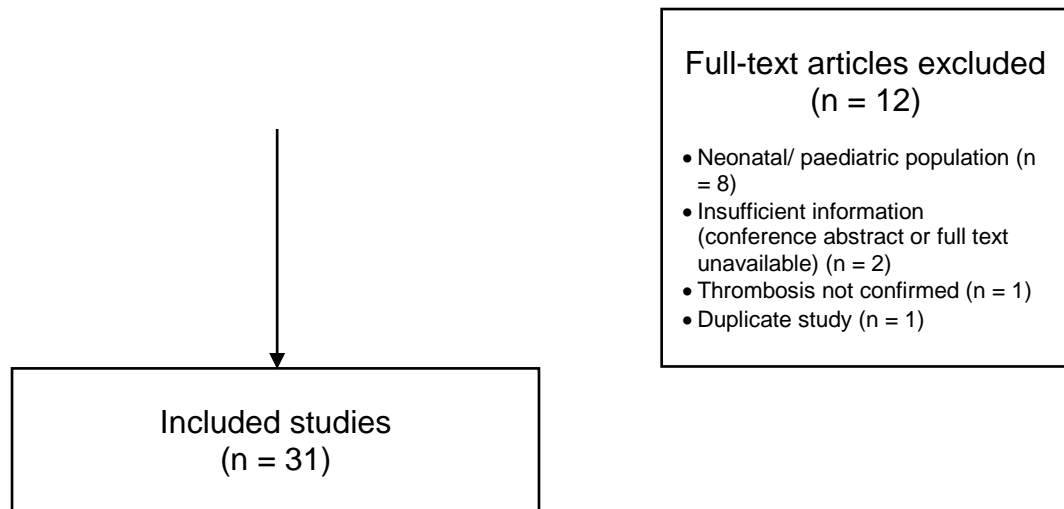 Full-text articles excluded
(n = 12)
• Neonatal/ paediatric population (n
= 8)
• Insufficient information
(conference abstract or full text
unavailable) (n = 2)
• Thrombosis not confirmed (n = 1)
• Duplicate study (n = 1)
Included studies
(n = 31)